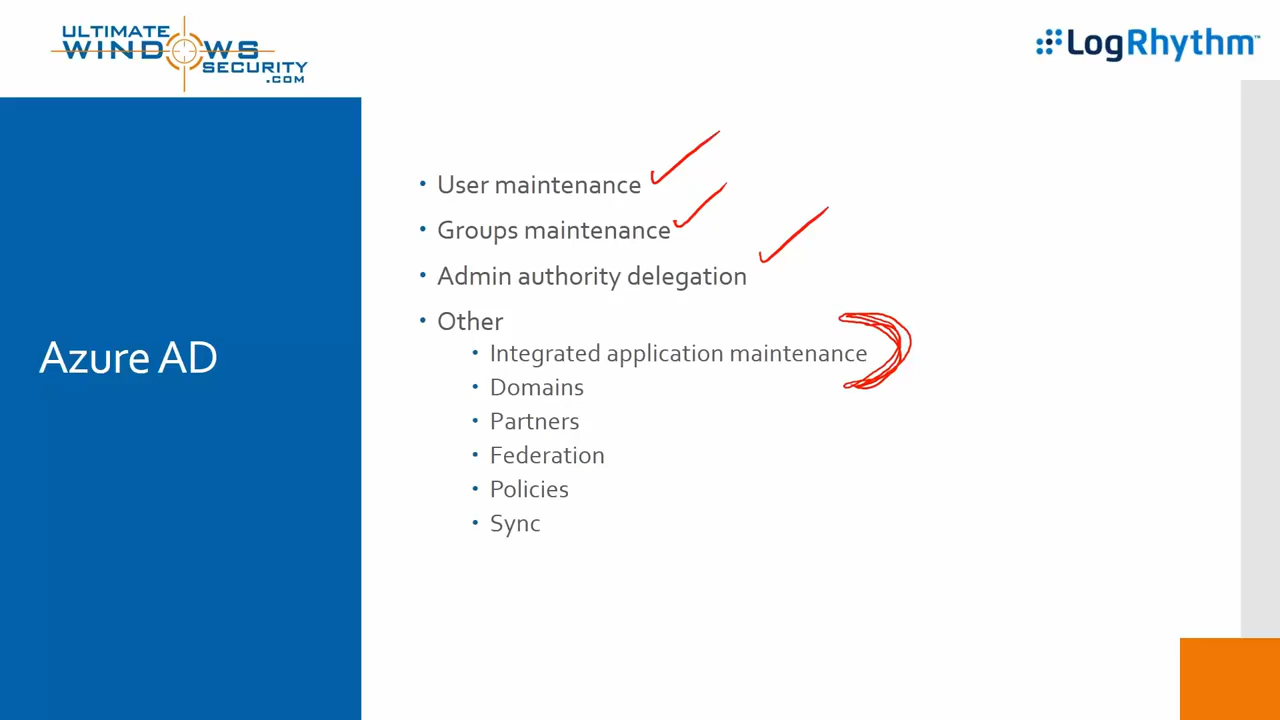 ULTIMATE
WINDOWS
SECURITY
.COM
LogRhythm™
Azure AD
• User maintenance
• Groups maintenance
• Admin authority delegation
• Other
• Integrated application maintenance
• Domains
• Partners
• Federation
• Policies
• Sync